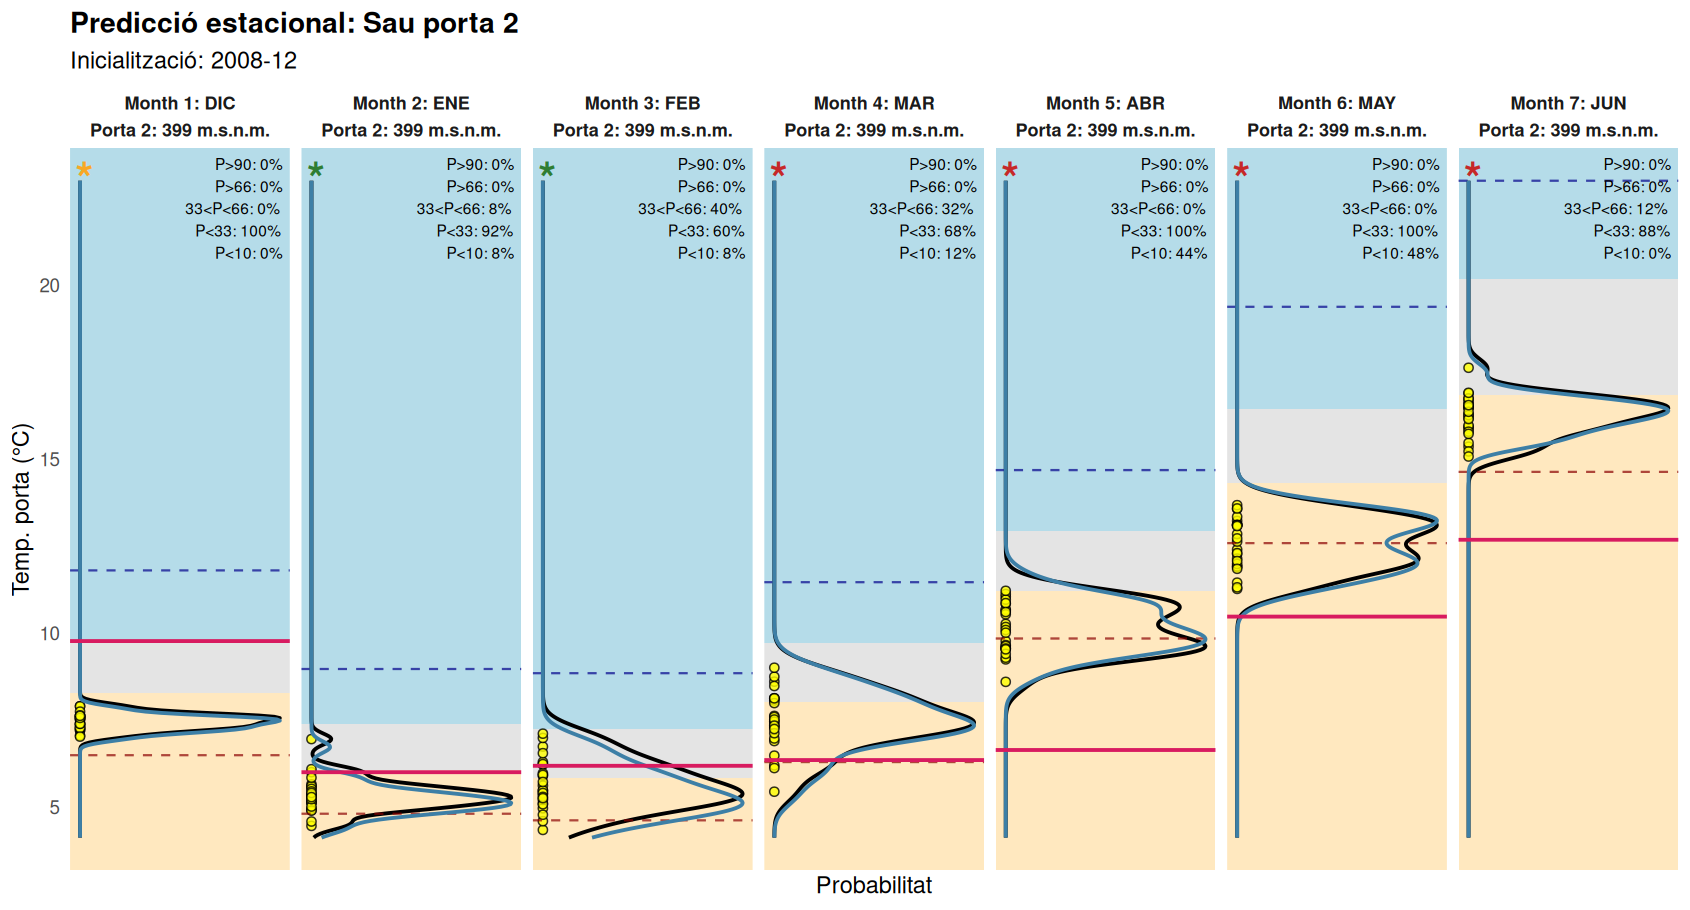 Predicció estacional: Sau porta 2
Inicialització: 2008-12
Month 1: DIC
Porta 2: 399 m.s.n.m.
Month 2: ENE
Porta 2: 399 m.s.n.m.
Month 3: FEB
Porta 2: 399 m.s.n.m.
Month 4: MAR
Porta 2: 399 m.s.n.m.
Month 5: ABR
Porta 2: 399 m.s.n.m.
Month 6: MAY
Porta 2: 399 m.s.n.m.
Month 7: JUN
Porta 2: 399 m.s.n.m.
*
P>90: 0%
P>66: 0%
33<P<66: 0%
P<33: 100%
P<10: 0%
*
P>90: 0%
P>66: 0%
33<P<66: 8%
P<33: 92%
P<10: 8%
*
P>90: 0%
P>66: 0%
33<P<66: 40%
P<33: 60%
P<10: 8%
*
P>90: 0%
P>66: 0%
33<P<66: 32%
P<33: 68%
P<10: 12%
*
P>90: 0%
P>66: 0%
33<P<66: 0%
P<33: 100%
P<10: 44%
*
P>90: 0%
P>66: 0%
33<P<66: 0%
P<33: 100%
P<10: 48%
*
P>90: 0%
P>66: 0%
33<P<66: 12%
P<33: 88%
P<10: 0%
20
15
10
5
Temp. porta (°C)
Probabilitat